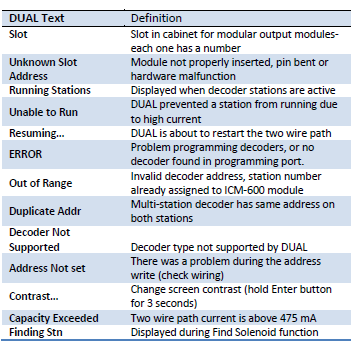 DUAL Text Definition
Slot Slot in cabinet for modular output modules-
each one has a number
Unknown Slot
Address Module not properly inserted, pin bent or
hardware malfunction
Running Stations Displayed when decoder stations are active
Unable to Run DUAL prevented a station from running due
to high current
Resuming... DUAL is about to restart the two wire path
ERROR Problem programming decoders, or no
decoder found in programming port.
Out of Range Invalid decoder address, station number
already assigned to ICM-600 module
Duplicate Addr Multi-station decoder has same address on
both stations
Decoder Not
Supported Decoder type not supported by DUAL
Address Not set There was a problem during the address
write (check wiring)
Contrast... Change screen contrast (hold Enter button
for 3 seconds)
Capacity Exceeded Two wire path current is above 475 mA
Finding Stn Displayed during Find Solenoid function